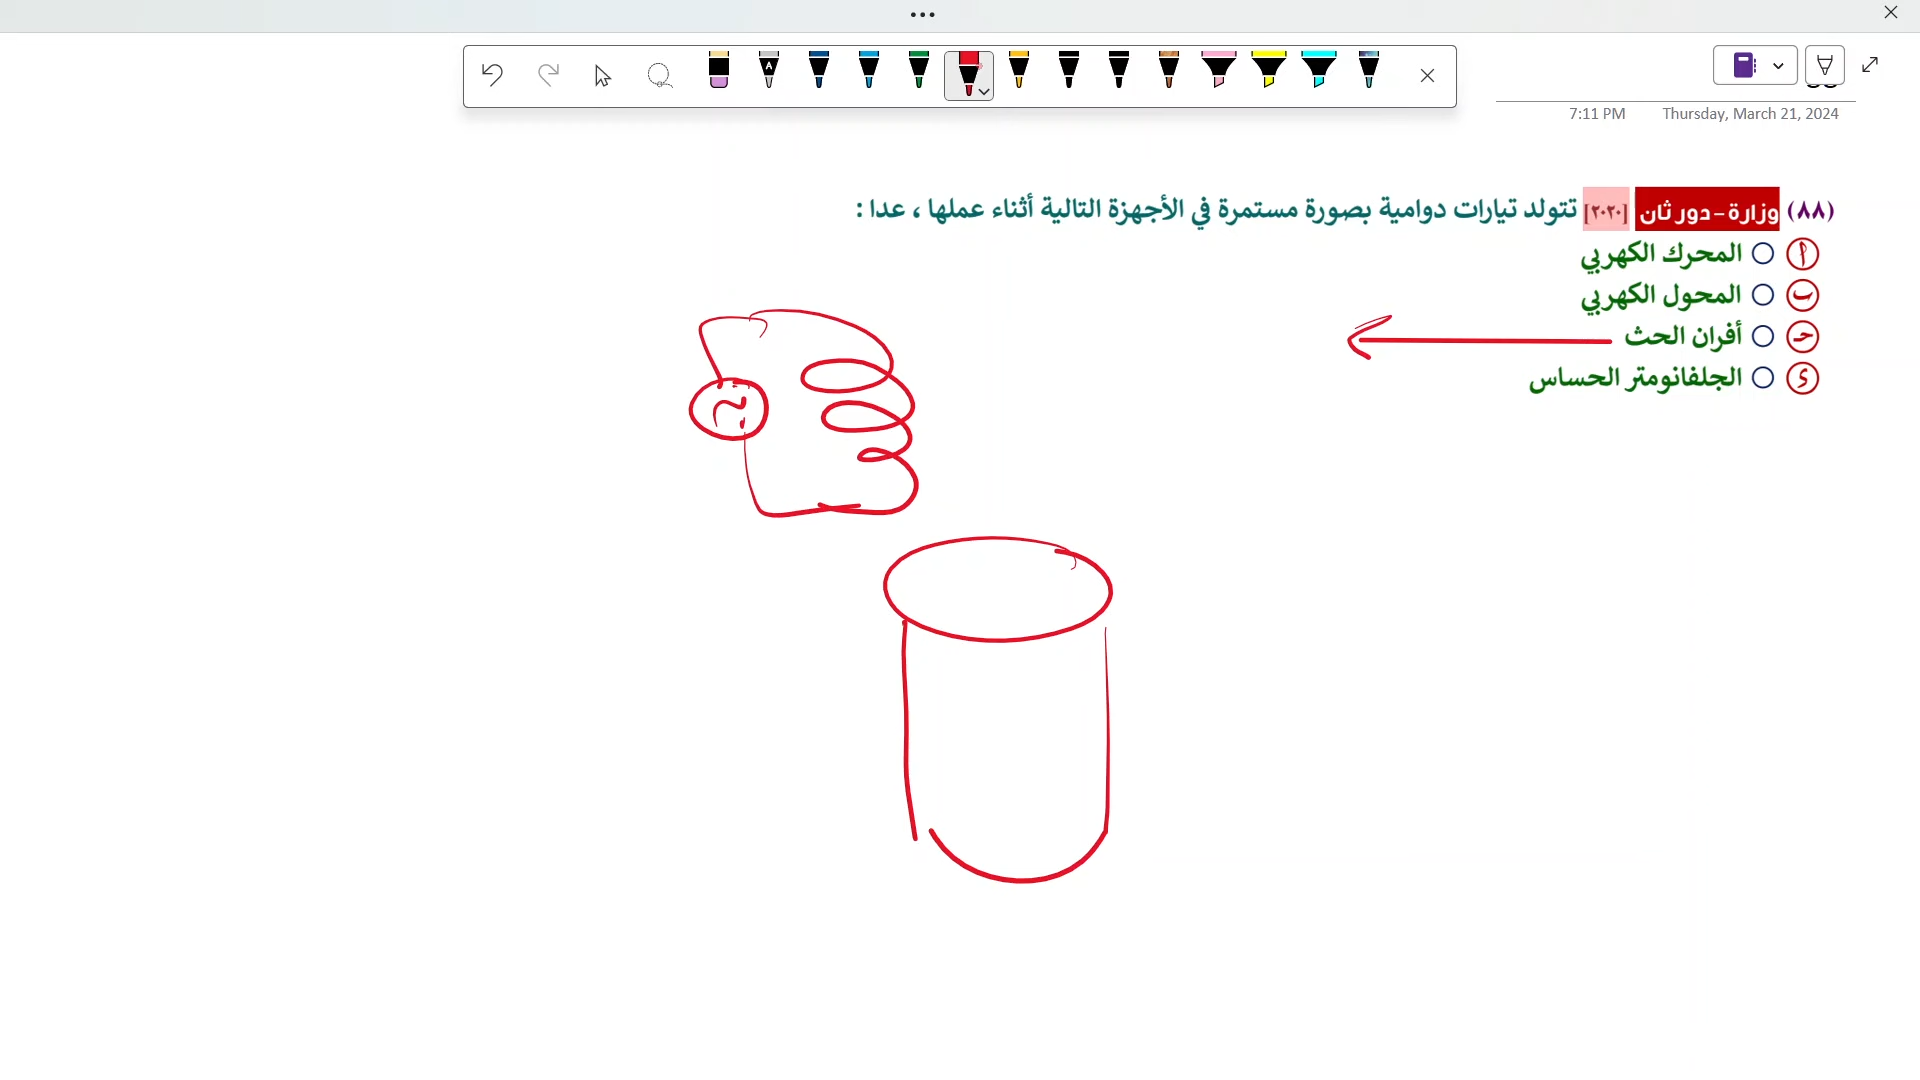 7:11 PM Thursday, March 21, 2024
(٨٨) وزارة - دور ثان [٢٠٢٠] تتولد تيارات دوامية بصورة مستمرة في الأجهزة التالية أثناء عملها ، عدا :
أ المحرك الكهربي
ب المحول الكهربي
حـ أفران الحث
د الجلفانومتر الحساس